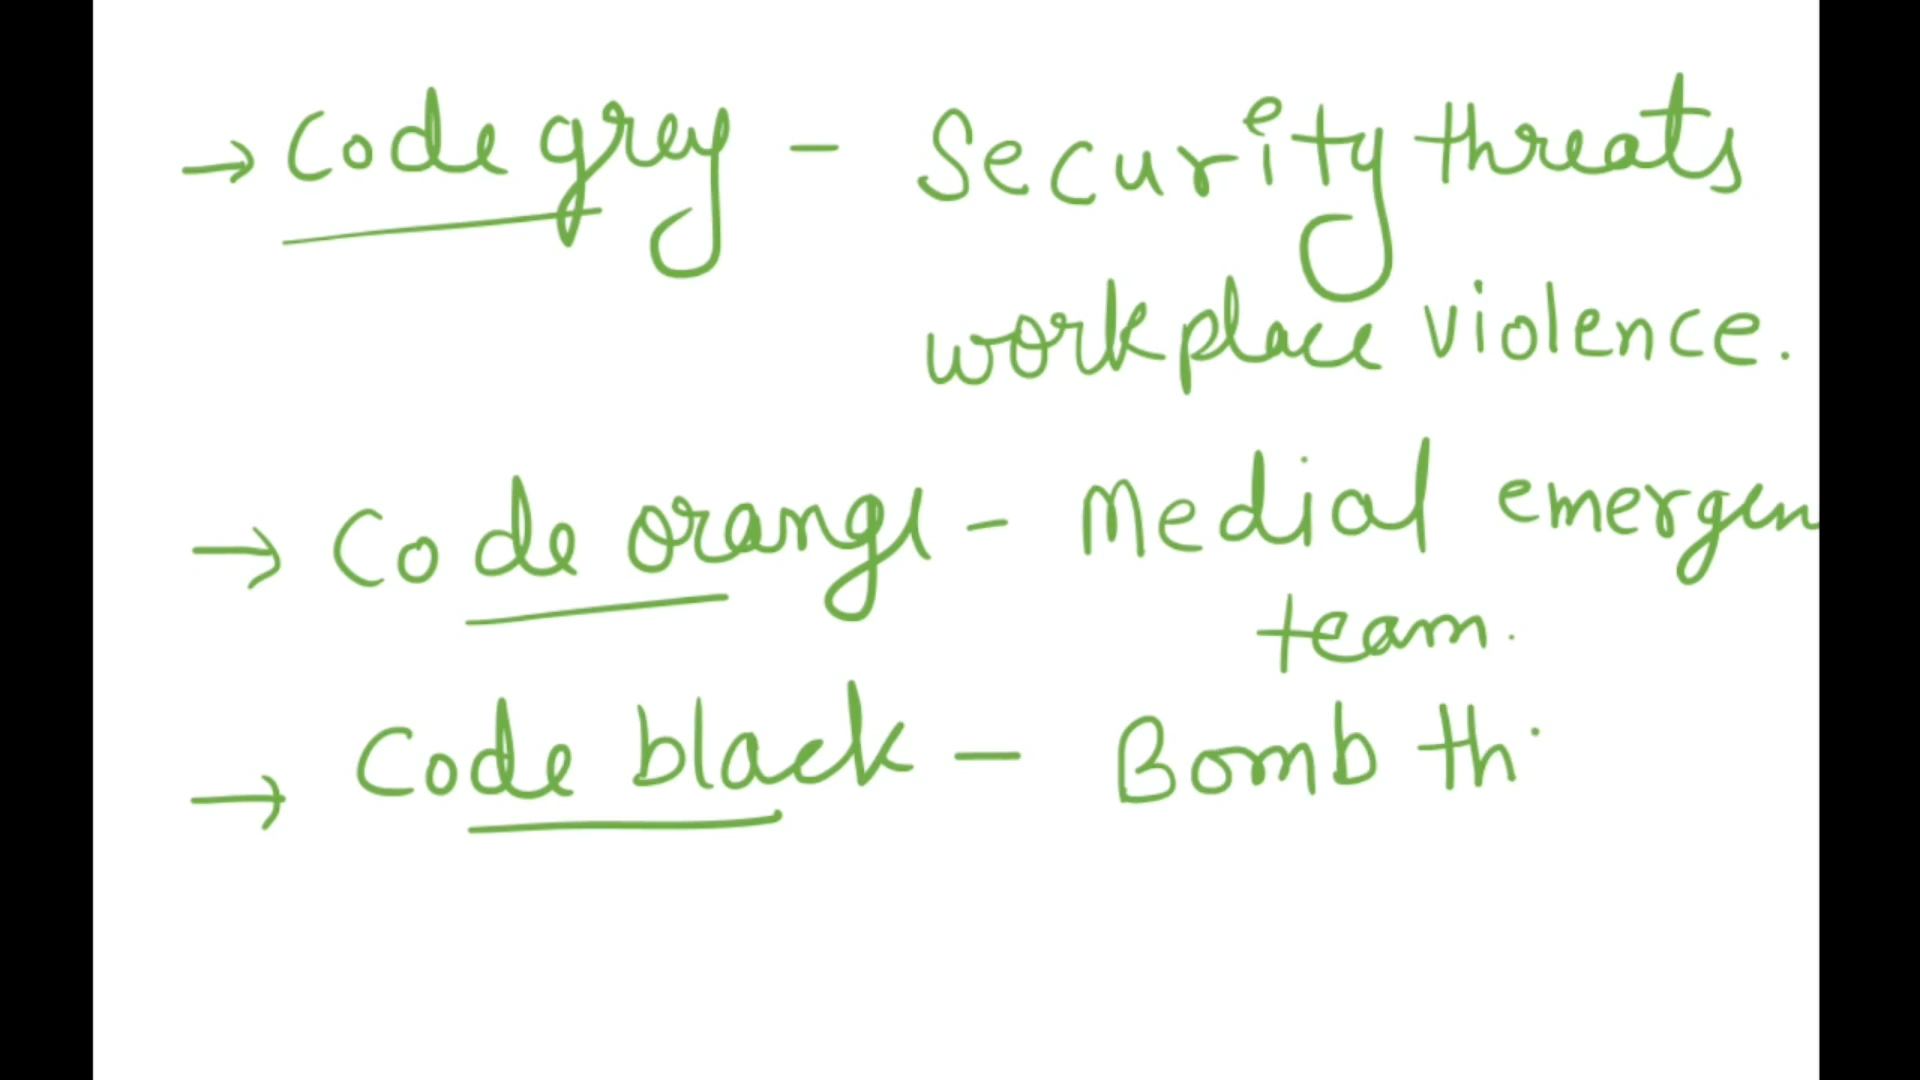 → Code grey - Security threats
workplace violence.
→ Code orange - Medial emergen
team.
→ Code black - Bomb th